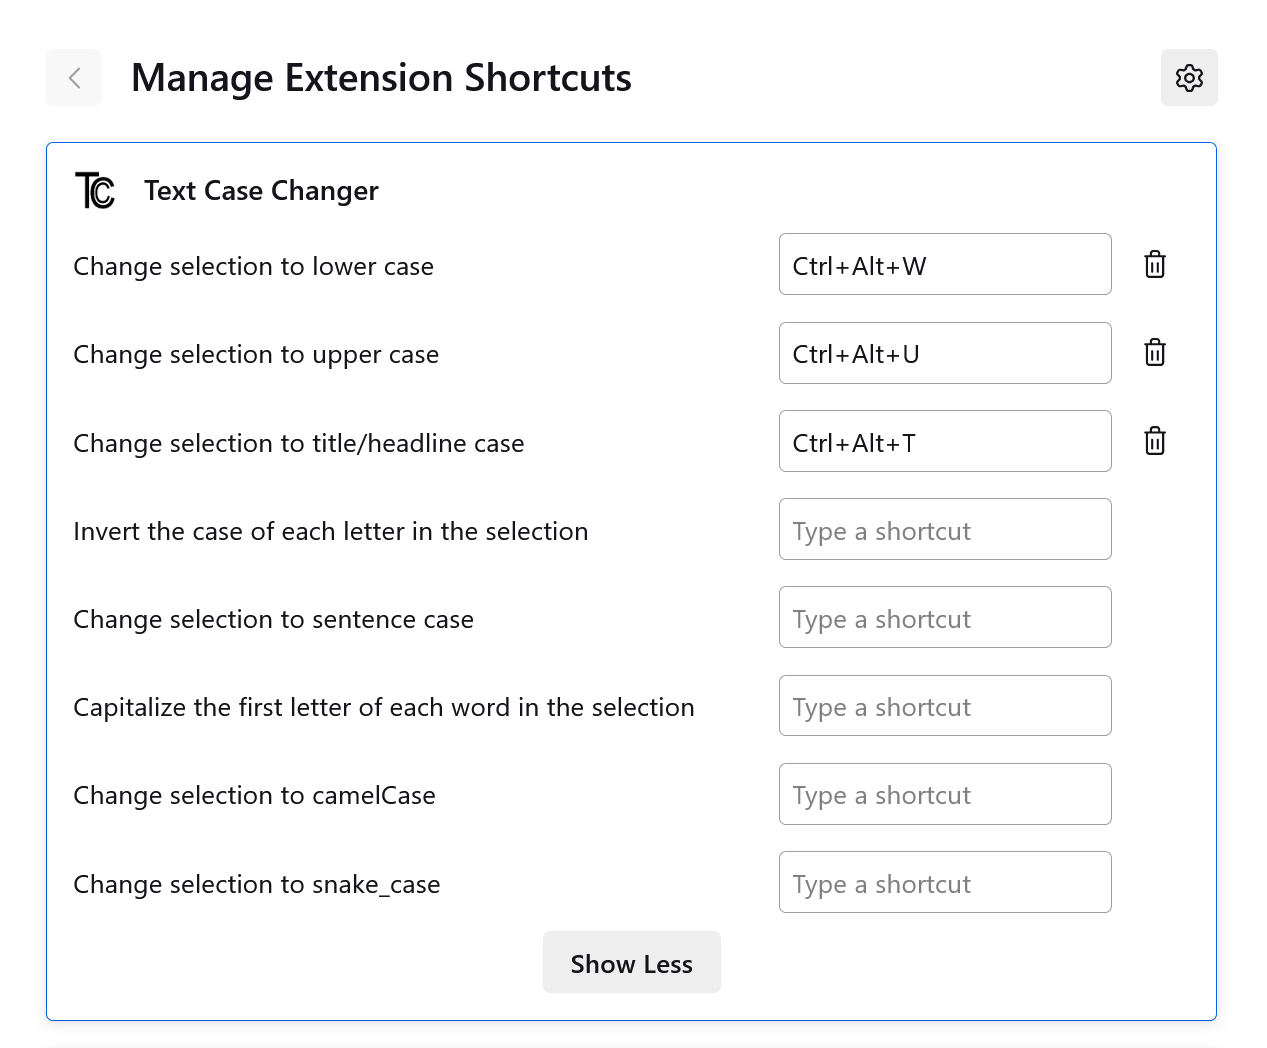 Manage Extension Shortcuts
TC Text Case Changer
Change selection to lower case Ctrl+Alt+W
Change selection to upper case Ctrl+Alt+U
Change selection to title/headline case Ctrl+Alt+T
Invert the case of each letter in the selection Type a shortcut
Change selection to sentence case Type a shortcut
Capitalize the first letter of each word in the selection Type a shortcut
Change selection to camelCase Type a shortcut
Change selection to snake_case Type a shortcut
Show Less